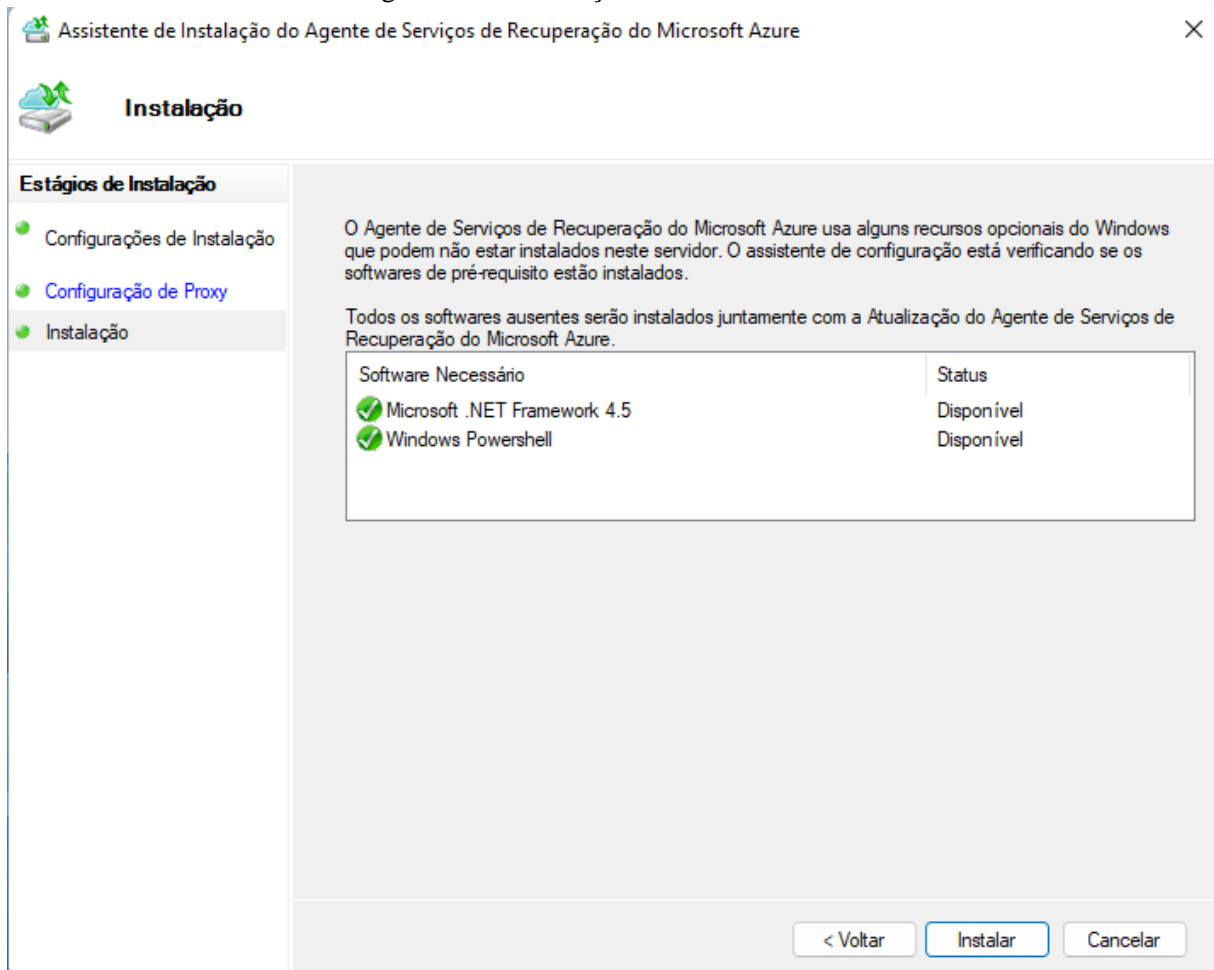 Assistente de Instalação do Agente de Serviços de Recuperação do Microsoft Azure
Instalação
Estágios de Instalação
Configurações de Instalação
Configuração de Proxy
Instalação
O Agente de Serviços de Recuperação do Microsoft Azure usa alguns recursos opcionais do Windows
que podem não estar instalados neste servidor. O assistente de configuração está verificando se os
softwares de pré-requisito estão instalados.
Todos os softwares ausentes serão instalados juntamente com a Atualização do Agente de Serviços de
Recuperação do Microsoft Azure.
Software Necessário Status
Microsoft .NET Framework 4.5 Disponível
Windows Powershell Disponível
< Voltar Instalar Cancelar